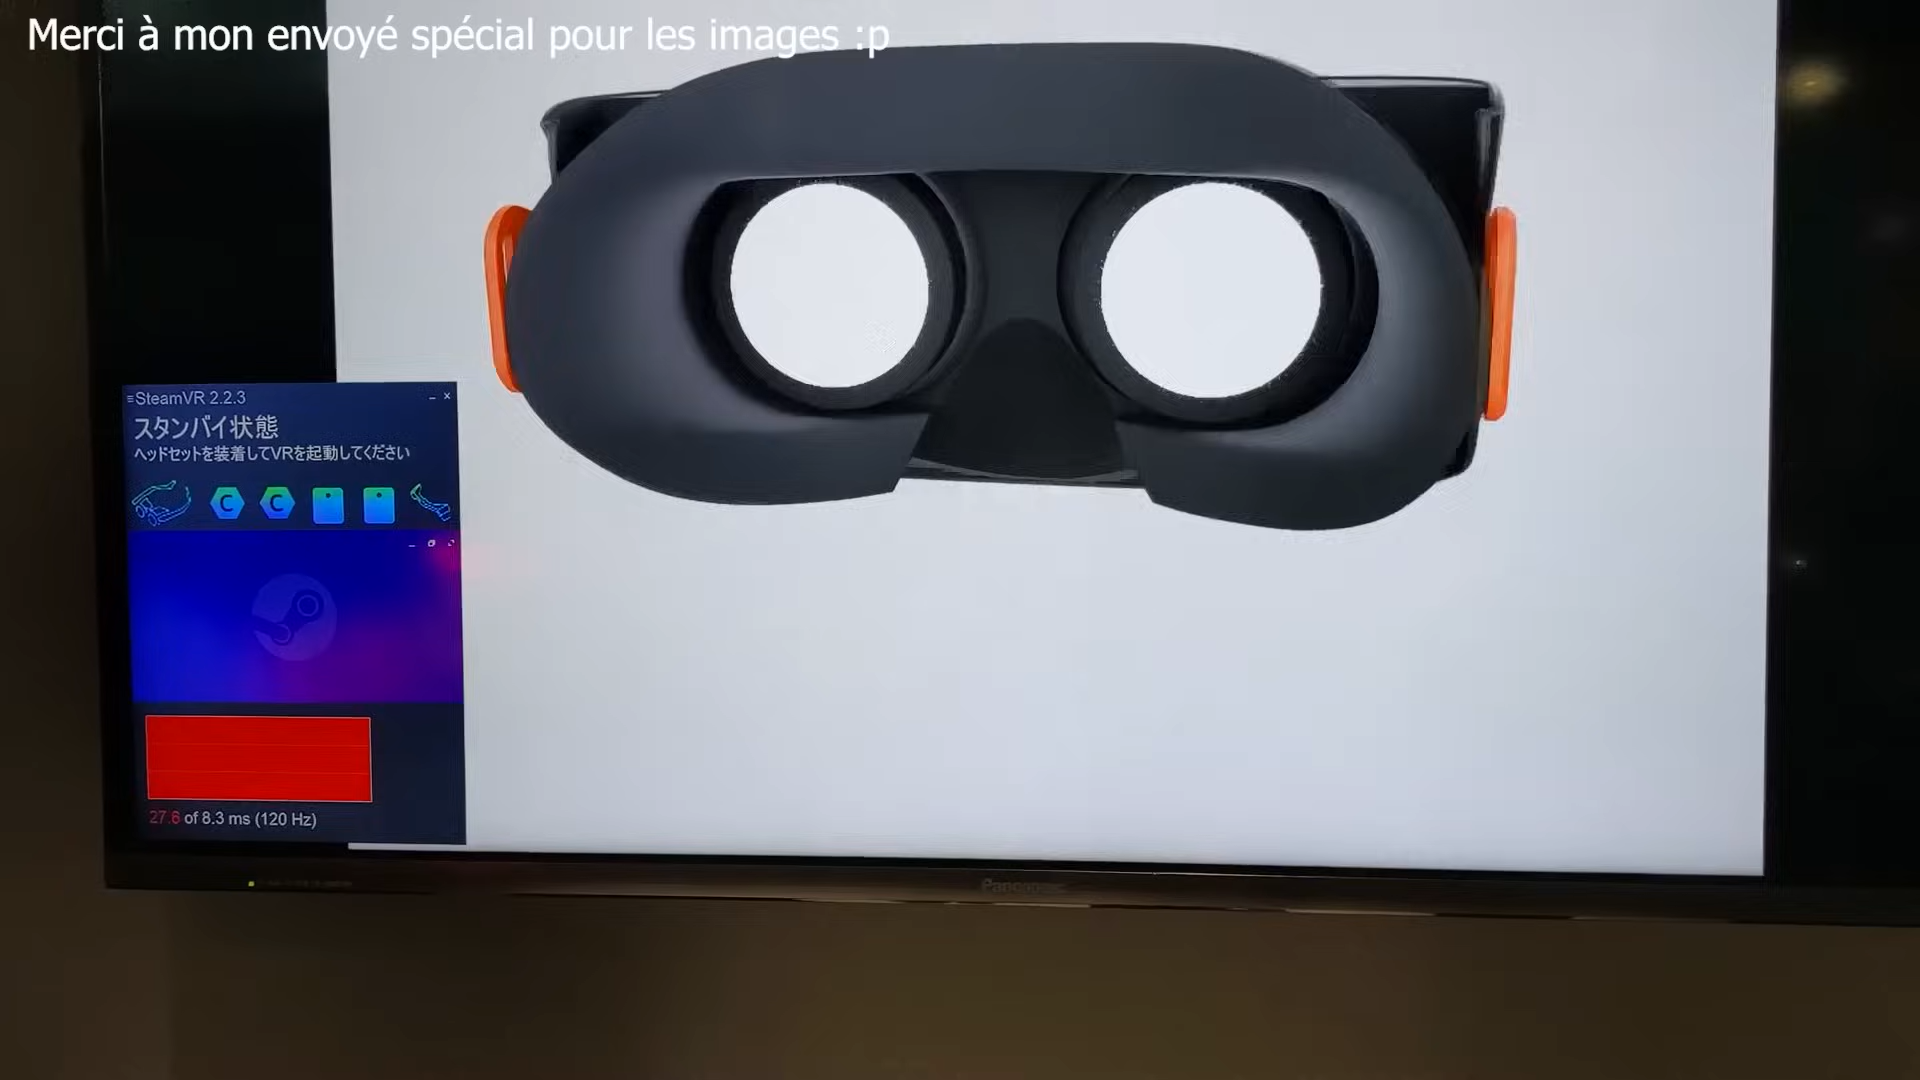 Merci à mon envoyé spécial pour les images :p
SteamVR 2.2.3
スタンバイ状態
ヘッドセットを装着してVRを起動してください
C C
27.6 of 8.3 ms (120 Hz)
Panasonic